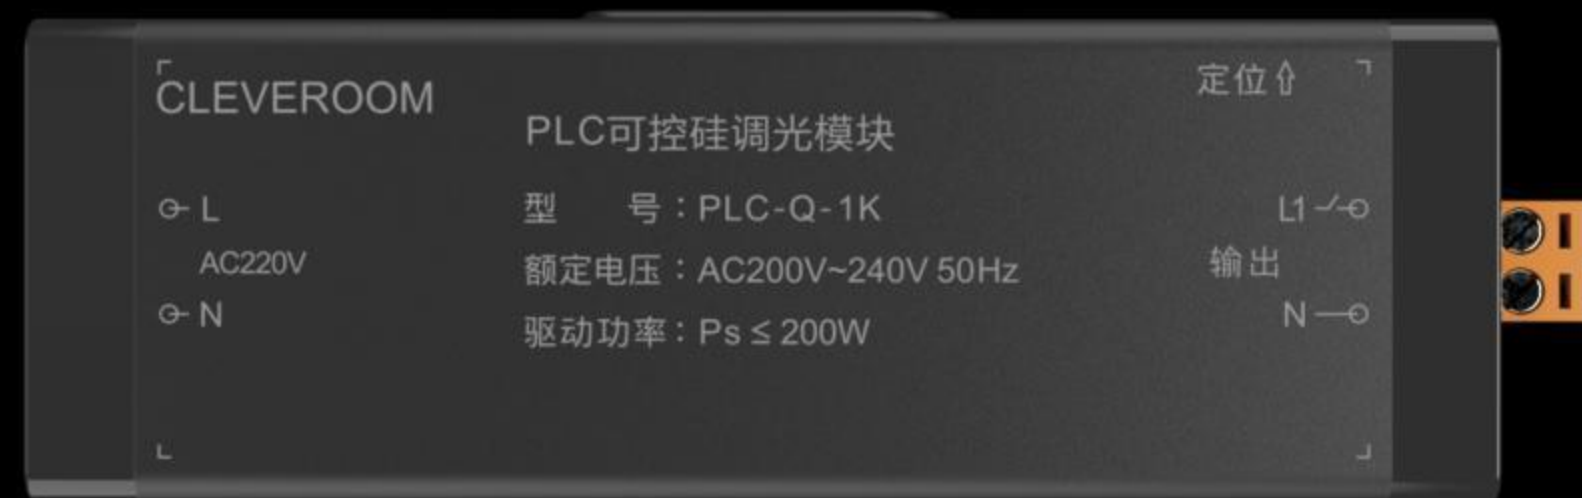 CLEVEROOM
定位⇧
PLC可控硅调光模块
L
型 号：PLC-Q-1K
L1
AC220V
额定电压：AC200V~240V 50Hz
输出
N
驱动功率：Ps ≤ 200W
N